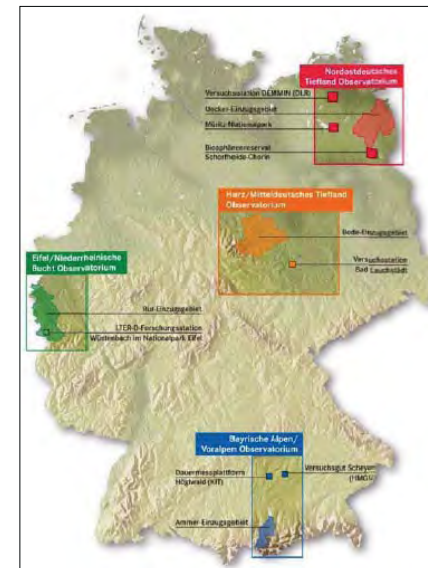 Nordostdeutsches
Tiefland Observatorium
Versuchsstation DEMMIN (DLR)
Uecker-Einzugsgebiet
Müritz-Nationalpark
Biosphärenreservat
Schorfheide-Chorin
Harz/Mitteldeutsches Tiefland
Observatorium
Bode-Einzugsgebiet
Versuchsstation
Bad Lauchstädt
Eifel/Niederrheinische
Bucht Observatorium
Rur-Einzugsgebiet
LTER-D-Forschungsstation
Wüstenbach im Nationalpark Eifel
Bayrische Alpen/
Voralpen Observatorium
Dauermessplattform
Höglwald (KIT)
Versuchsgut Scheyern
(HMGU)
Ammer-Einzugsgebiet